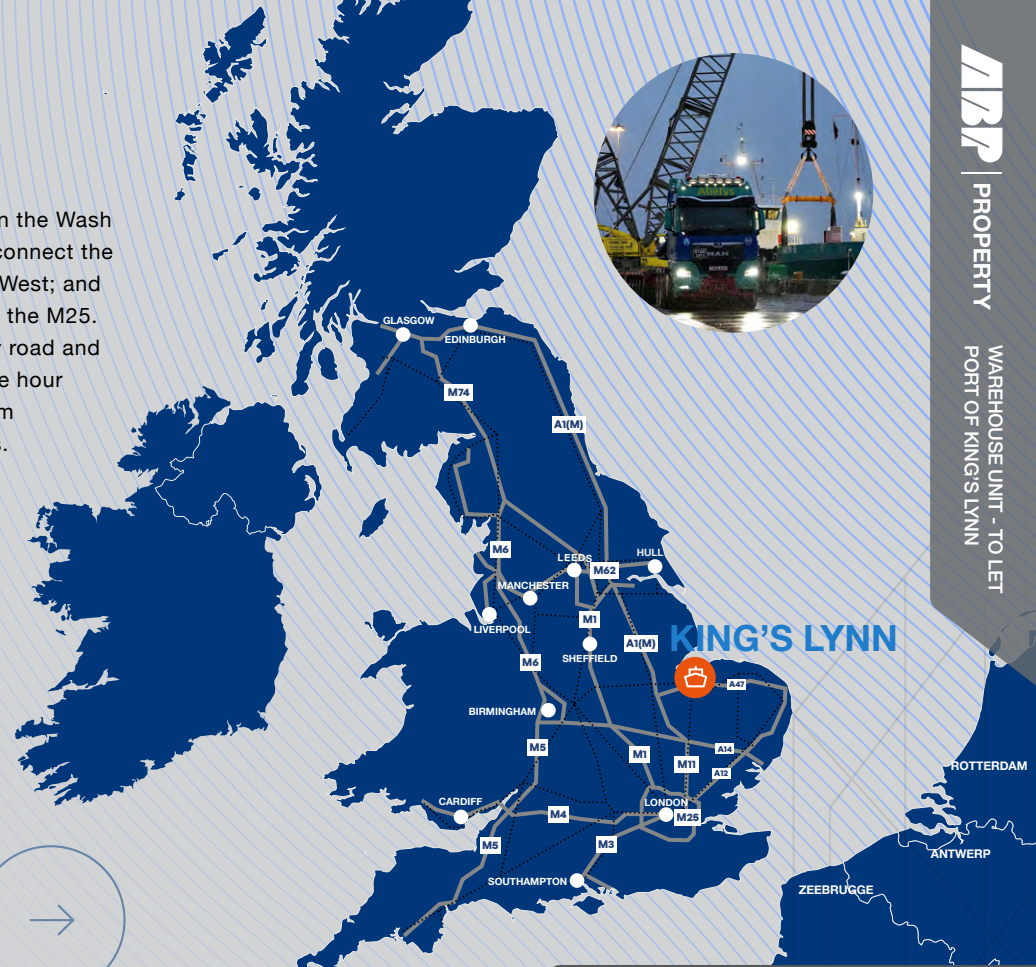 n the Wash
connect the
West; and
the M25.
road and
e hour
m
s.
ABP
PROPERTY
WAREHOUSE UNIT - TO LET
PORT OF KING'S LYNN
Allelys
MAN
GLASGOW
EDINBURGH
M74
A1(M)
M6
LEEDS
M62
HULL
MANCHESTER
M1
LIVERPOOL
A1(M)
KING'S LYNN
SHEFFIELD
M6
A47
BIRMINGHAM
M5
M1
A14
M11
A12
ROTTERDAM
CARDIFF
M4
LONDON
M25
M5
M3
ANTWERP
SOUTHAMPTON
ZEEBRUGGE